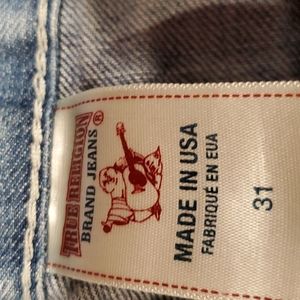 TRUE RELIGION
BRAND JEANS ®
MADE IN USA
FABRIQUÉ EN EUA
31